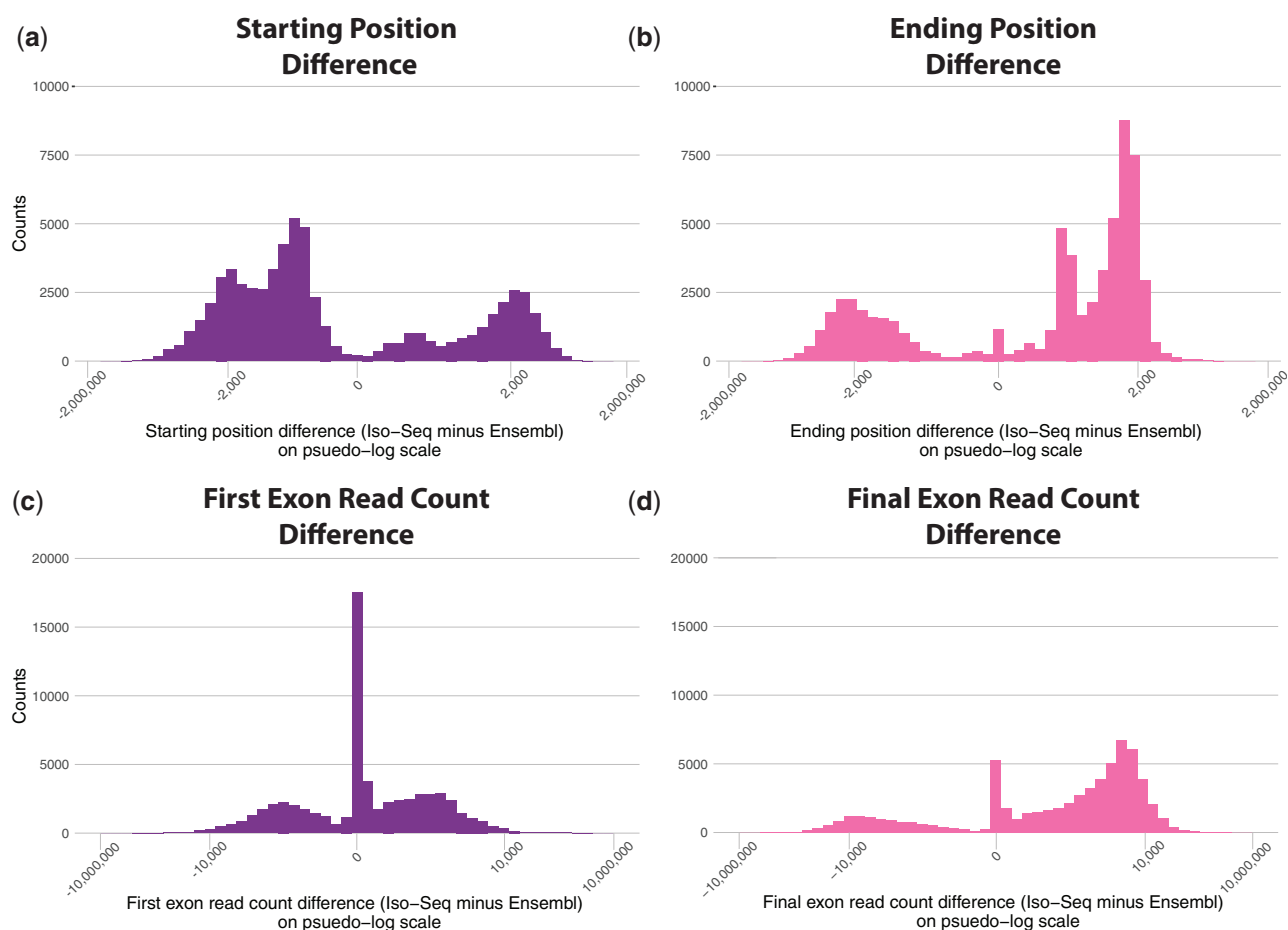 (a)
Starting Position
Difference
10000
7500
5000
2500
0
Counts
-2,000,000
-2,000
0
2,000
2,000,000
Starting position difference (Iso−Seq minus Ensembl)
on psuedo−log scale
(b)
Ending Position
Difference
10000
7500
5000
2500
0
-2,000,000
-2,000
0
2,000
2,000,000
Ending position difference (Iso−Seq minus Ensembl)
on psuedo−log scale
(c)
First Exon Read Count
Difference
20000
15000
10000
5000
0
Counts
-10,000,000
-10,000
0
10,000
10,000,000
First exon read count difference (Iso−Seq minus Ensembl)
on psuedo−log scale
(d)
Final Exon Read Count
Difference
20000
15000
10000
5000
0
−10,000,000
−10,000
0
10,000
10,000,000
Final exon read count difference (Iso−Seq minus Ensembl)
on psuedo−log scale